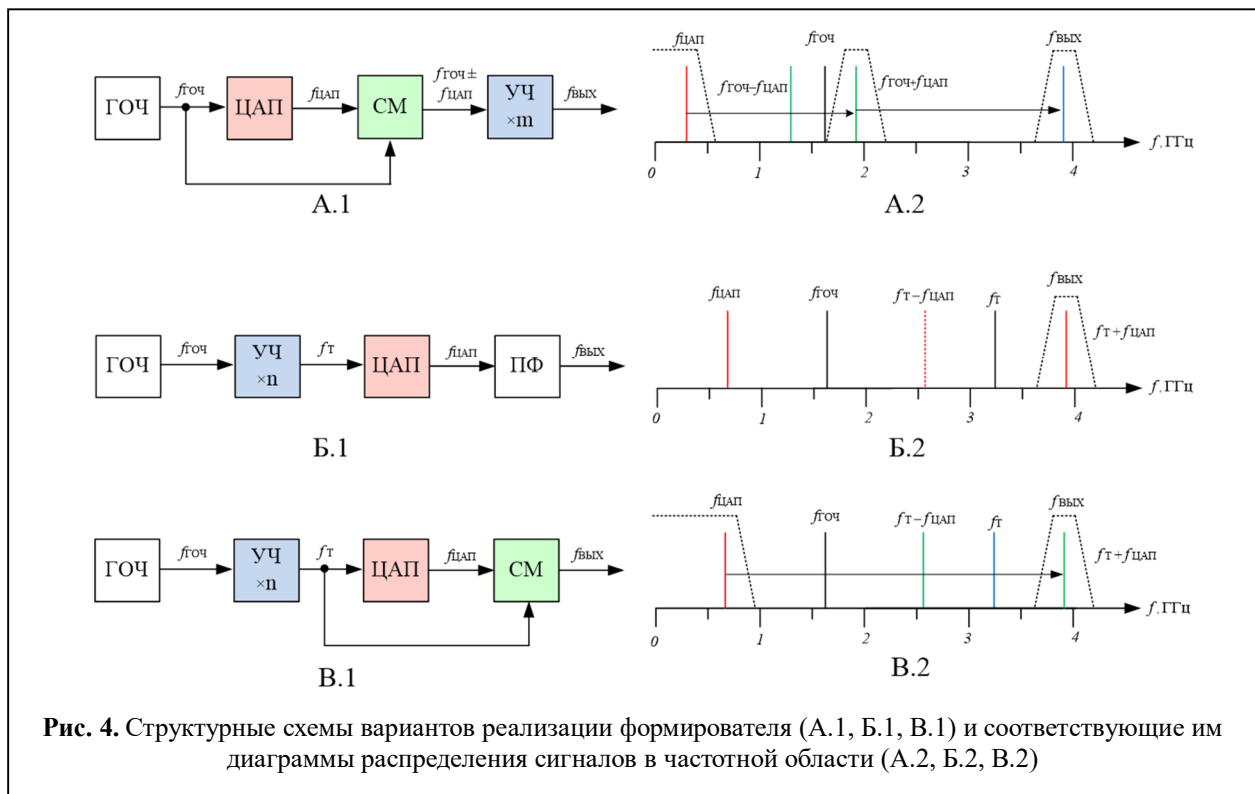 ГОЧ
fГОЧ
ЦАП
fЦАП
СМ
fГОЧ±
fЦАП
УЧ
×m
fВЫХ
А.1
fЦАП
fГОЧ
fВЫХ
fГОЧ−fЦАП
fГОЧ+fЦАП
f,ГГц
0 1 2 3 4
А.2
ГОЧ
fГОЧ
УЧ
×n
fТ
ЦАП
fЦАП
ПФ
fВЫХ
Б.1
fЦАП
fГОЧ
fТ−fЦАП
fТ
fВЫХ
fТ+fЦАП
f,ГГц
0 1 2 3 4
Б.2
ГОЧ
fГОЧ
УЧ
×n
fТ
ЦАП
fЦАП
СМ
fВЫХ
В.1
fЦАП
fГОЧ
fТ−fЦАП
fТ
fВЫХ
fТ+fЦАП
f,ГГц
0 1 2 3 4
В.2
Рис. 4. Структурные схемы вариантов реализации формирователя (А.1, Б.1, В.1) и соответствующие им
диаграммы распределения сигналов в частотной области (А.2, Б.2, В.2)